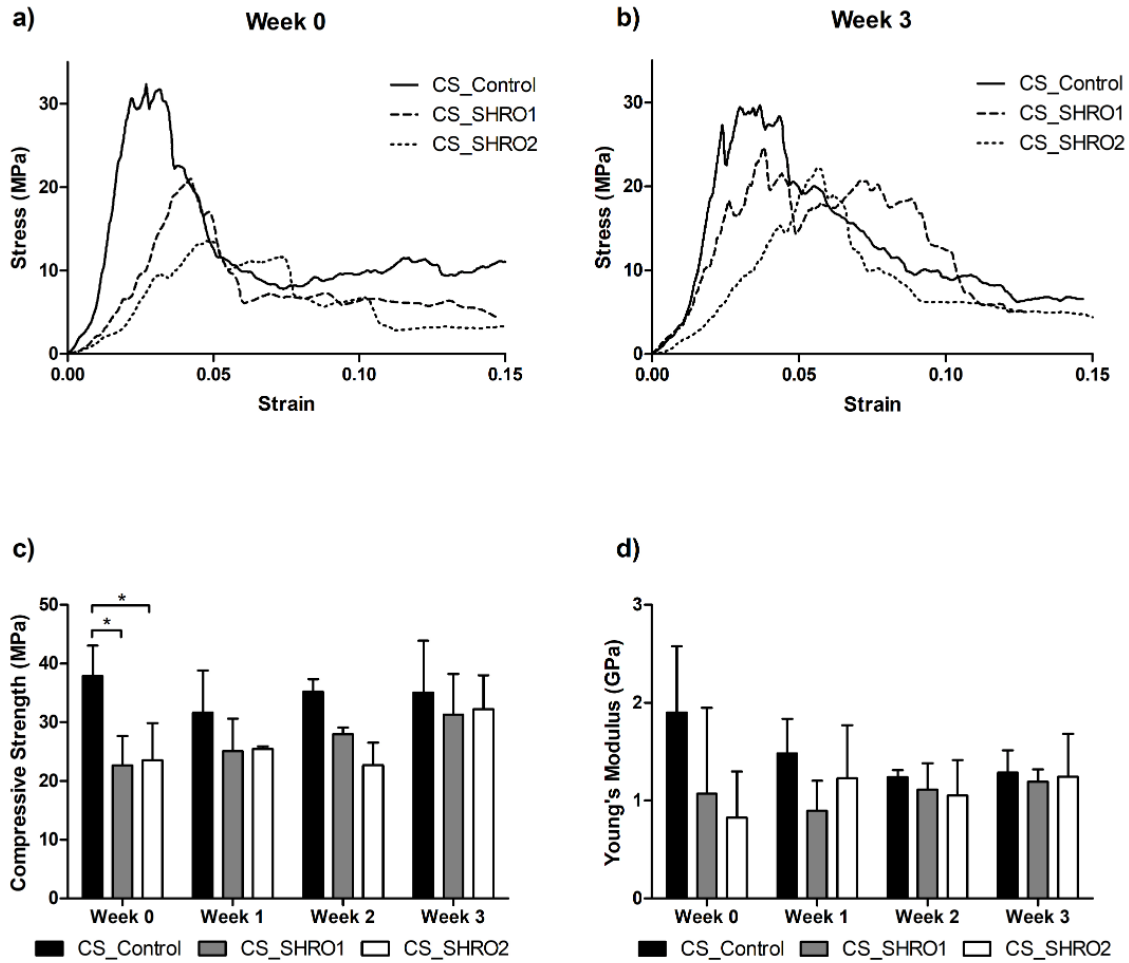 a)
Week 0
CS_Control
CS_SHRO1
CS_SHRO2
Stress (MPa)
30
20
10
0
0.00 0.05 0.10 0.15
Strain
b)
Week 3
CS_Control
CS_SHRO1
CS_SHRO2
Stress (MPa)
30
20
10
0
0.00 0.05 0.10 0.15
Strain
c)
Compressive Strength (MPa)
50
40
30
20
10
0
*
*
Week 0 Week 1 Week 2 Week 3
CS_Control CS_SHRO1 CS_SHRO2
d)
Young's Modulus (GPa)
3
2
1
0
Week 0 Week 1 Week 2 Week 3
CS_Control CS_SHRO1 CS_SHRO2